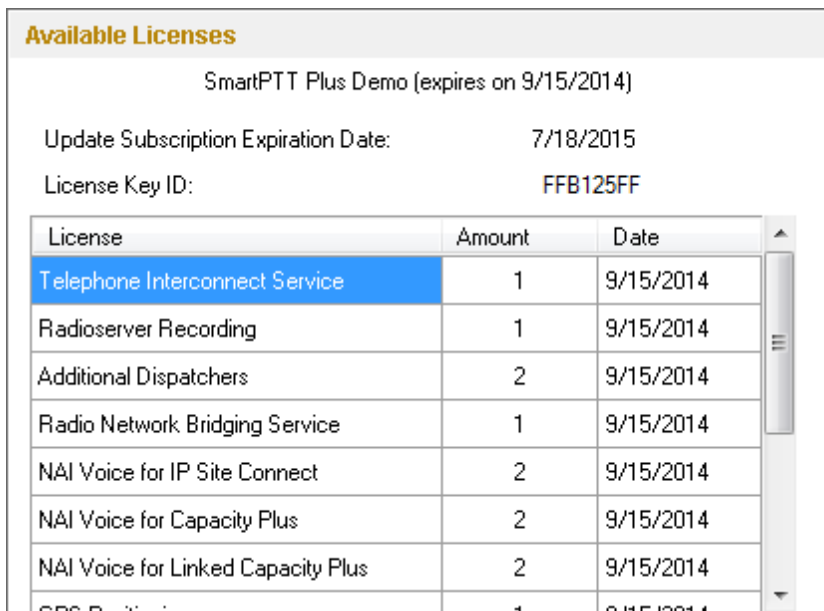 Available Licenses
SmartPTT Plus Demo (expires on 9/15/2014)
Update Subscription Expiration Date: 7/18/2015
License Key ID: FFB125FF
License Amount Date
Telephone Interconnect Service 1 9/15/2014
Radioserver Recording 1 9/15/2014
Additional Dispatchers 2 9/15/2014
Radio Network Bridging Service 1 9/15/2014
NAI Voice for IP Site Connect 2 9/15/2014
NAI Voice for Capacity Plus 2 9/15/2014
NAI Voice for Linked Capacity Plus 2 9/15/2014